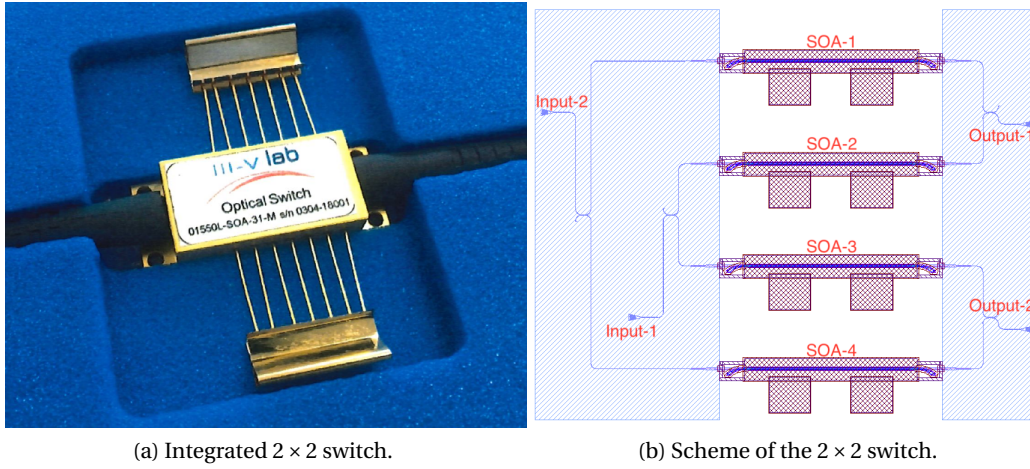 III-V lab
Optical Switch
01550L-SOA-31-M s/n 0304-18001
SOA-1
Input-2
Output-1
SOA-2
SOA-3
Input-1
Output-2
SOA-4
(a) Integrated 2 × 2 switch.
(b) Scheme of the 2 × 2 switch.